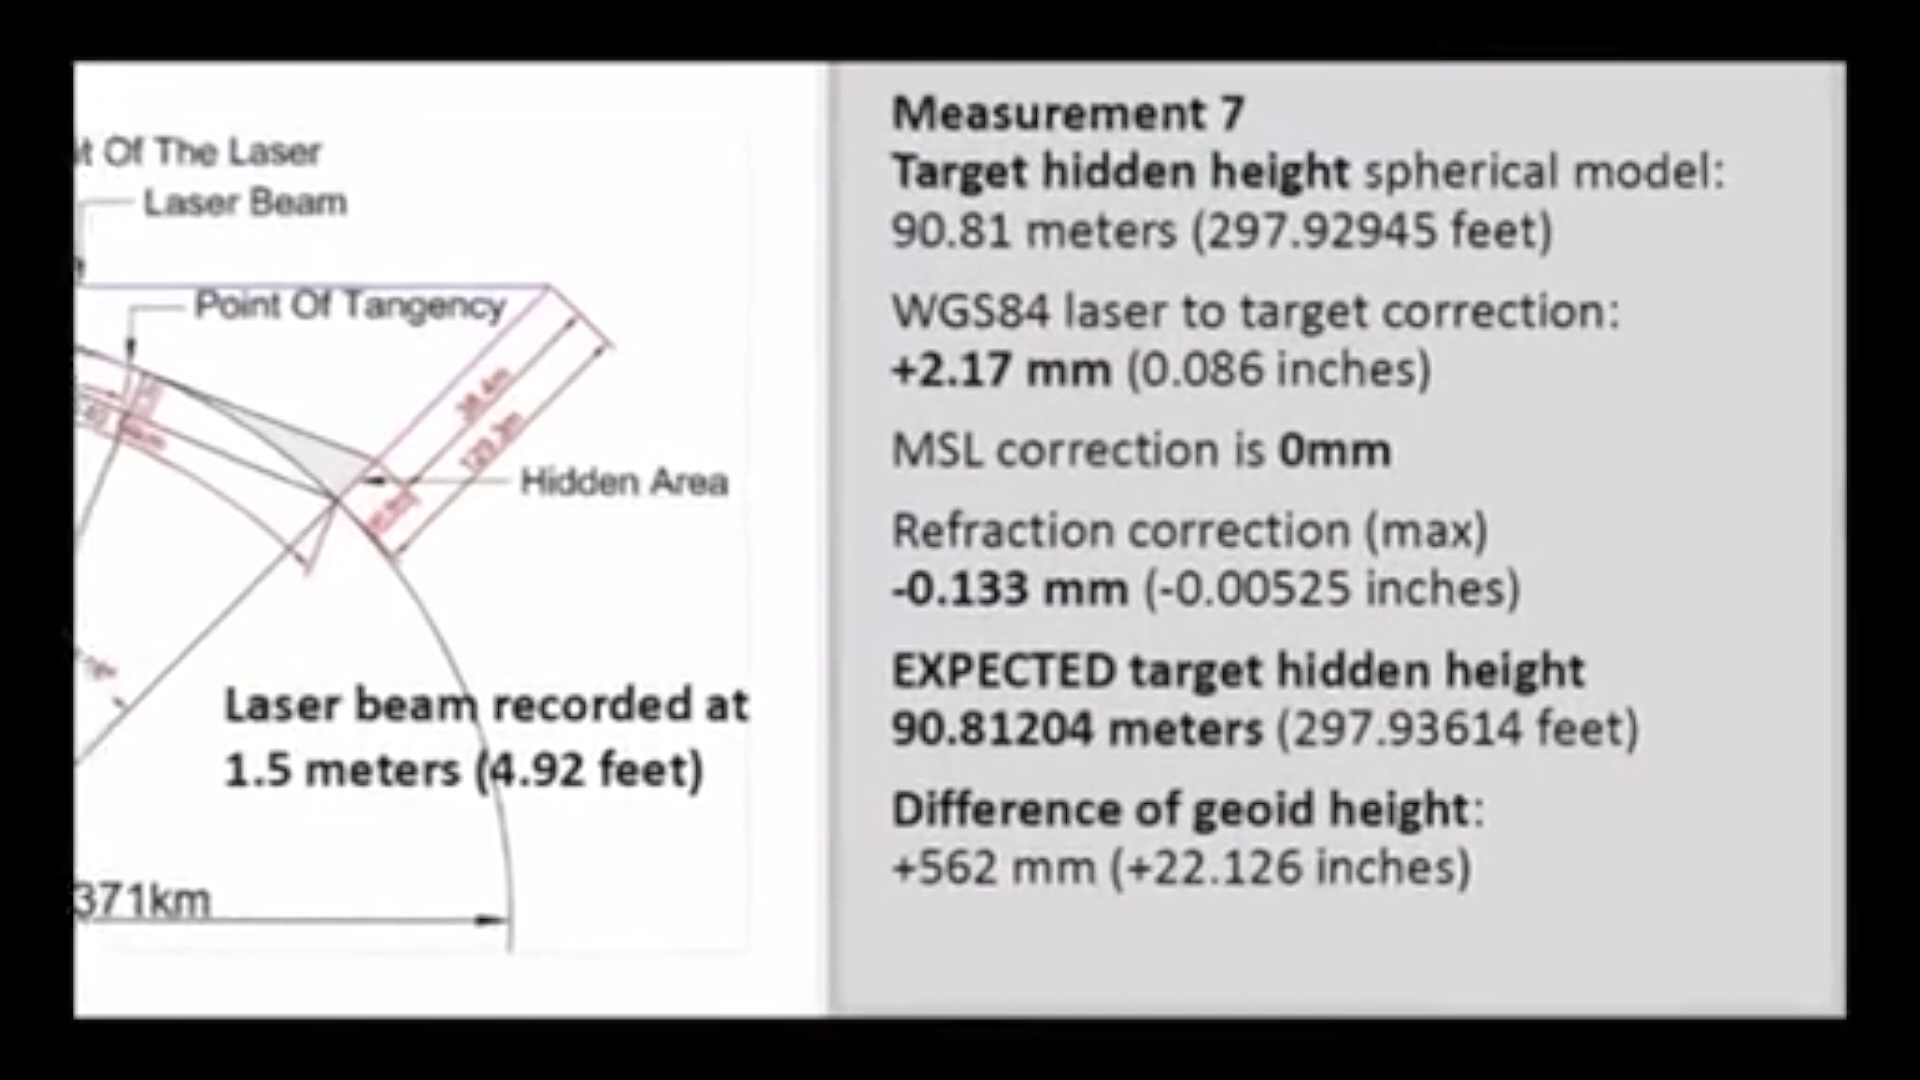 Of The Laser
Laser Beam
Point Of Tangency
38.4m
123.3m
Hidden Area
Laser beam recorded at
1.5 meters (4.92 feet)
371km
Measurement 7
Target hidden height spherical model:
90.81 meters (297.92945 feet)
WGS84 laser to target correction:
+2.17 mm (0.086 inches)
MSL correction is 0mm
Refraction correction (max)
-0.133 mm (-0.00525 inches)
EXPECTED target hidden height
90.81204 meters (297.93614 feet)
Difference of geoid height:
+562 mm (+22.126 inches)